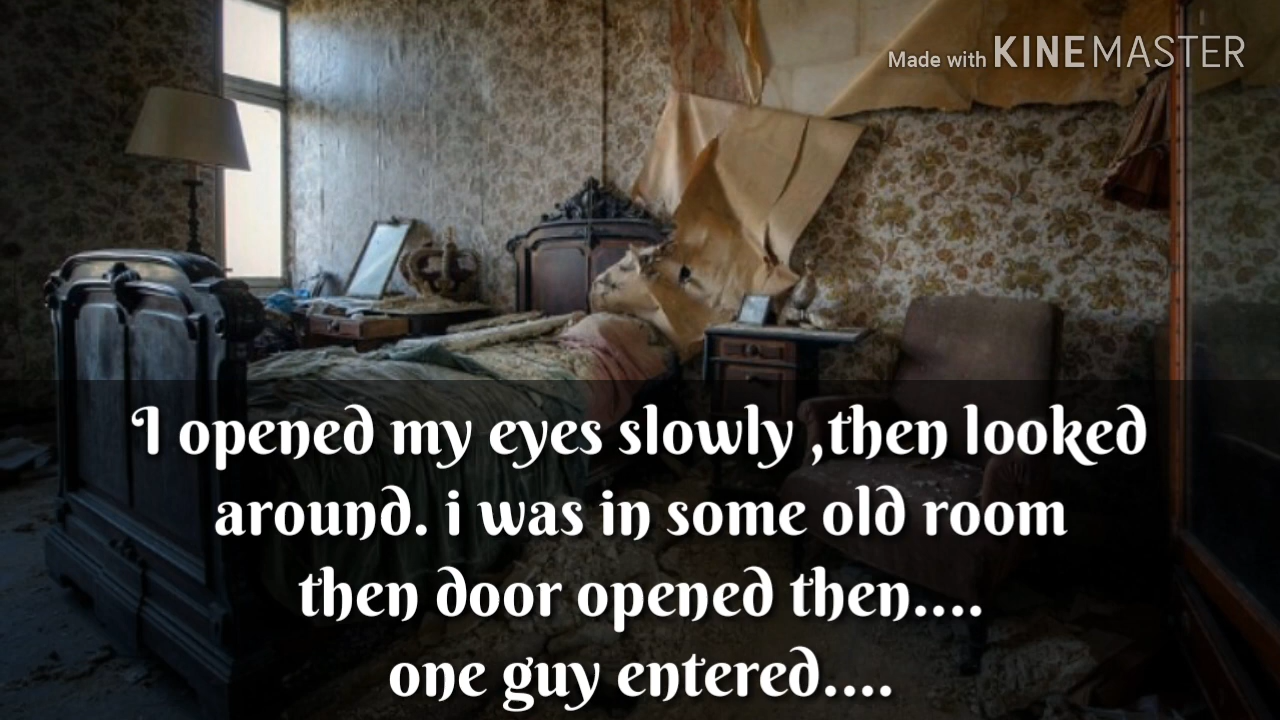 Made with KINEMASTER
I opened my eyes slowly ,then looked
around. i was in some old room
then door opened then....
one guy entered....